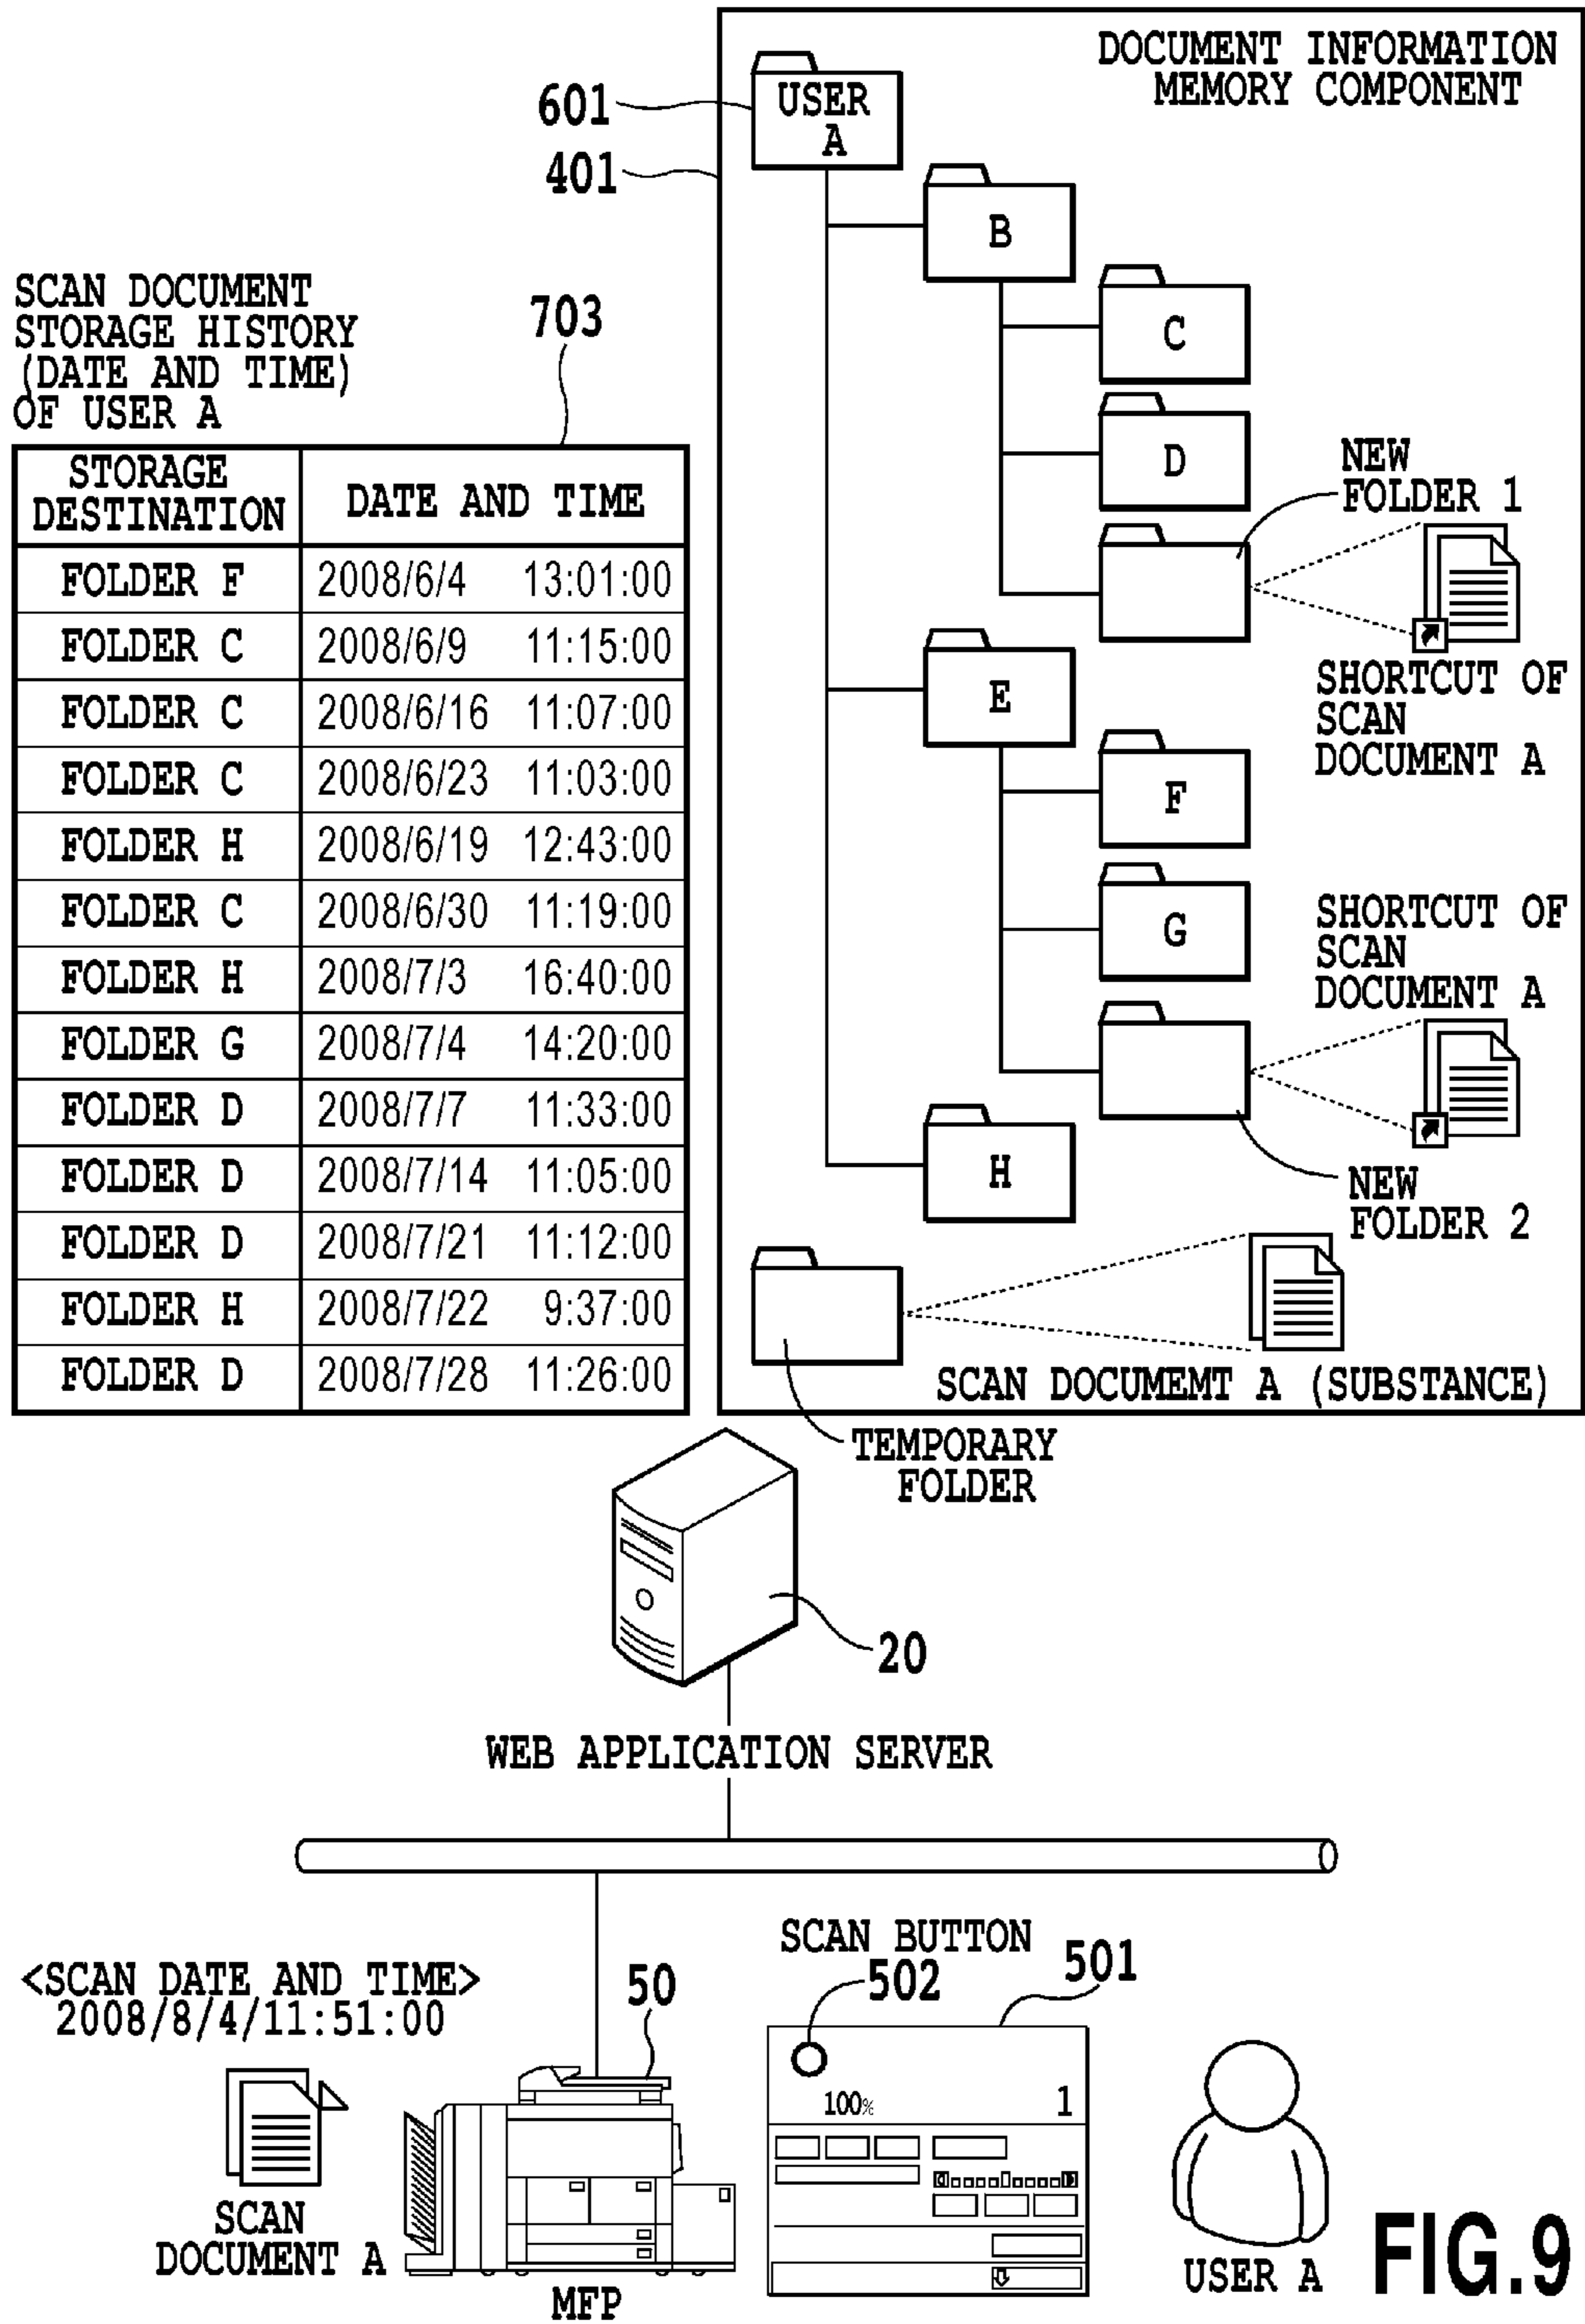 DOCUMENT INFORMATION
MEMORY COMPONENT
601
USER
A
401
B
C
D
NEW
FOLDER 1
SHORTCUT OF
SCAN
DOCUMENT A
E
F
G
SHORTCUT OF
SCAN
DOCUMENT A
H
NEW
FOLDER 2
SCAN DOCUMEMT A (SUBSTANCE)
TEMPORARY
FOLDER
SCAN DOCUMENT
STORAGE HISTORY
(DATE AND TIME)
OF USER A
703
STORAGE
DESTINATION
DATE AND TIME
FOLDER F 2008/6/4 13:01:00
FOLDER C 2008/6/9 11:15:00
FOLDER C 2008/6/16 11:07:00
FOLDER C 2008/6/23 11:03:00
FOLDER H 2008/6/19 12:43:00
FOLDER C 2008/6/30 11:19:00
FOLDER H 2008/7/3 16:40:00
FOLDER G 2008/7/4 14:20:00
FOLDER D 2008/7/7 11:33:00
FOLDER D 2008/7/14 11:05:00
FOLDER D 2008/7/21 11:12:00
FOLDER H 2008/7/22 9:37:00
FOLDER D 2008/7/28 11:26:00
20
WEB APPLICATION SERVER
<SCAN DATE AND TIME>
2008/8/4/11:51:00
SCAN
DOCUMENT A
50
MFP
SCAN BUTTON
502
501
100%
1
USER A
FIG.9